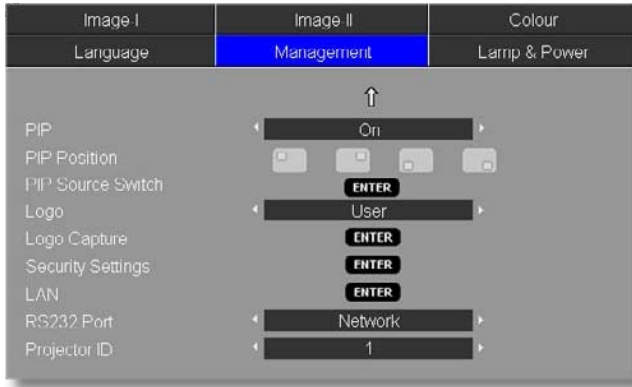 Image-I Image-II Colour
Language Management Lamp & Power
PIP On
PIP Position
PIP Source Switch ENTER
Logo User
Logo Capture ENTER
Security Settings ENTER
LAN ENTER
RS232 Port Network
Projector ID 1